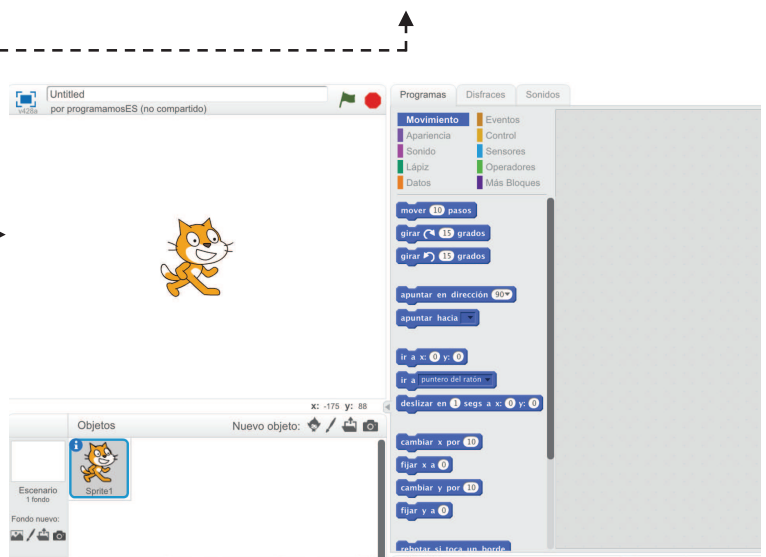 Untitled
por programamosES (no compartido)
v428a
x: -175 y: 88
Objetos
Nuevo objeto:
Escenario
1 fondo
Fondo nuevo:
Sprite1
Programas
Disfraces
Sonidos
Movimiento
Eventos
Apariencia
Control
Sonido
Sensores
Lápiz
Operadores
Datos
Más Bloques
mover 10 pasos
girar 15 grados
girar 15 grados
apuntar en dirección 90
apuntar hacia
ir a x: 0 y: 0
ir a puntero del ratón
deslizar en 1 segs a x: 0 y: 0
cambiar x por 10
fijar x a 0
cambiar y por 10
fijar y a 0
rebotar si toca un borde